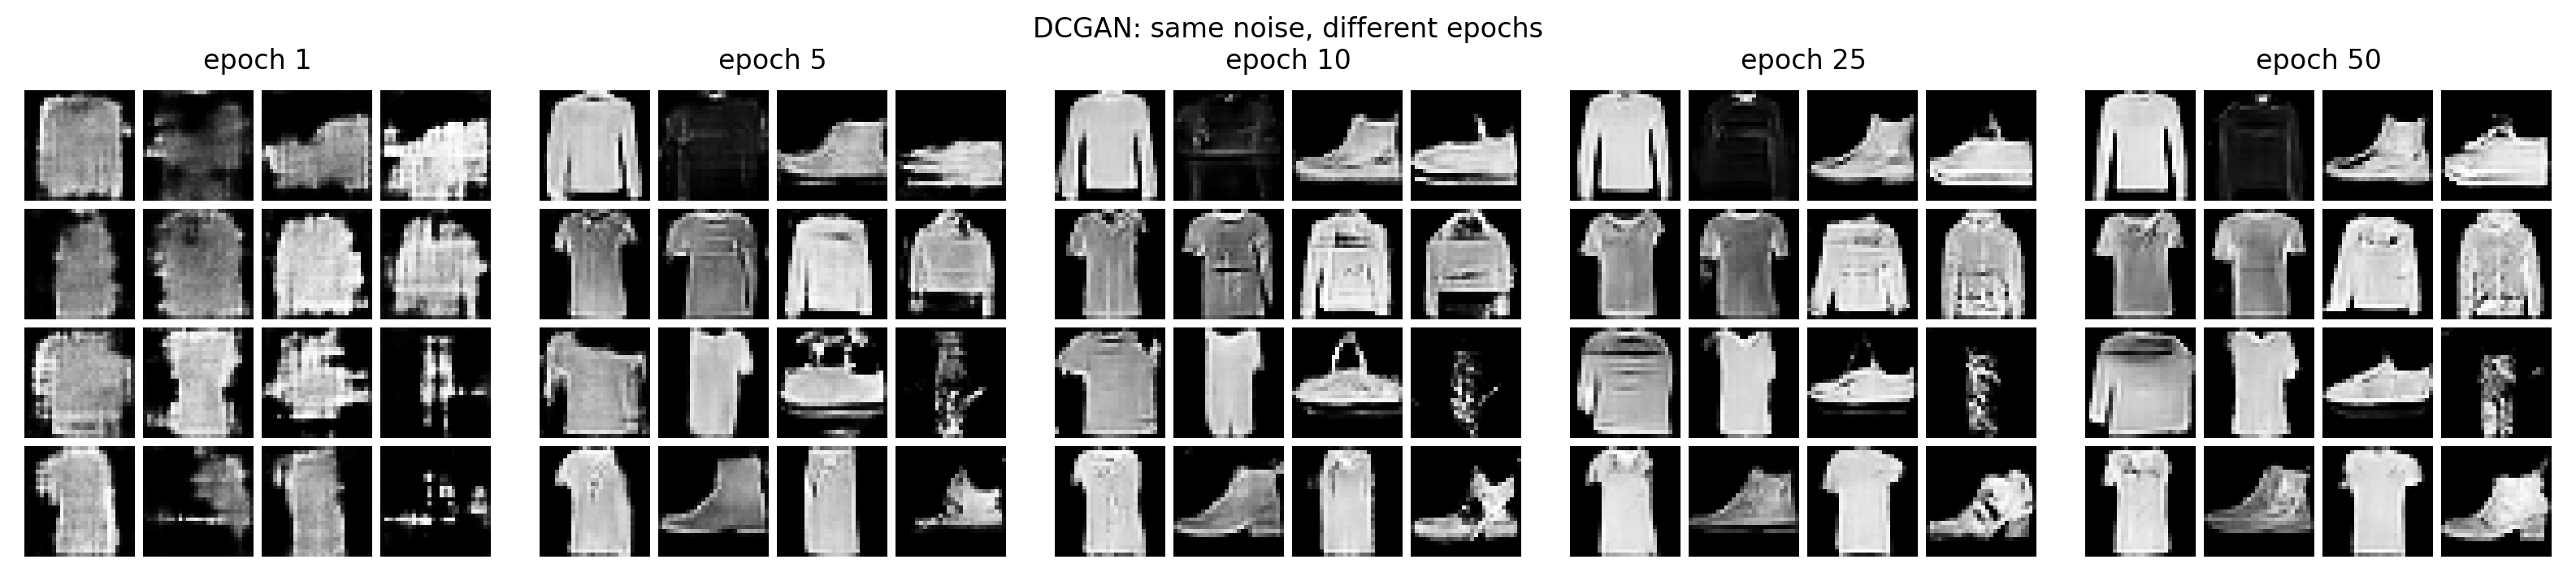 DCGAN: same noise, different epochs
epoch 1
epoch 5
epoch 10
epoch 25
epoch 50